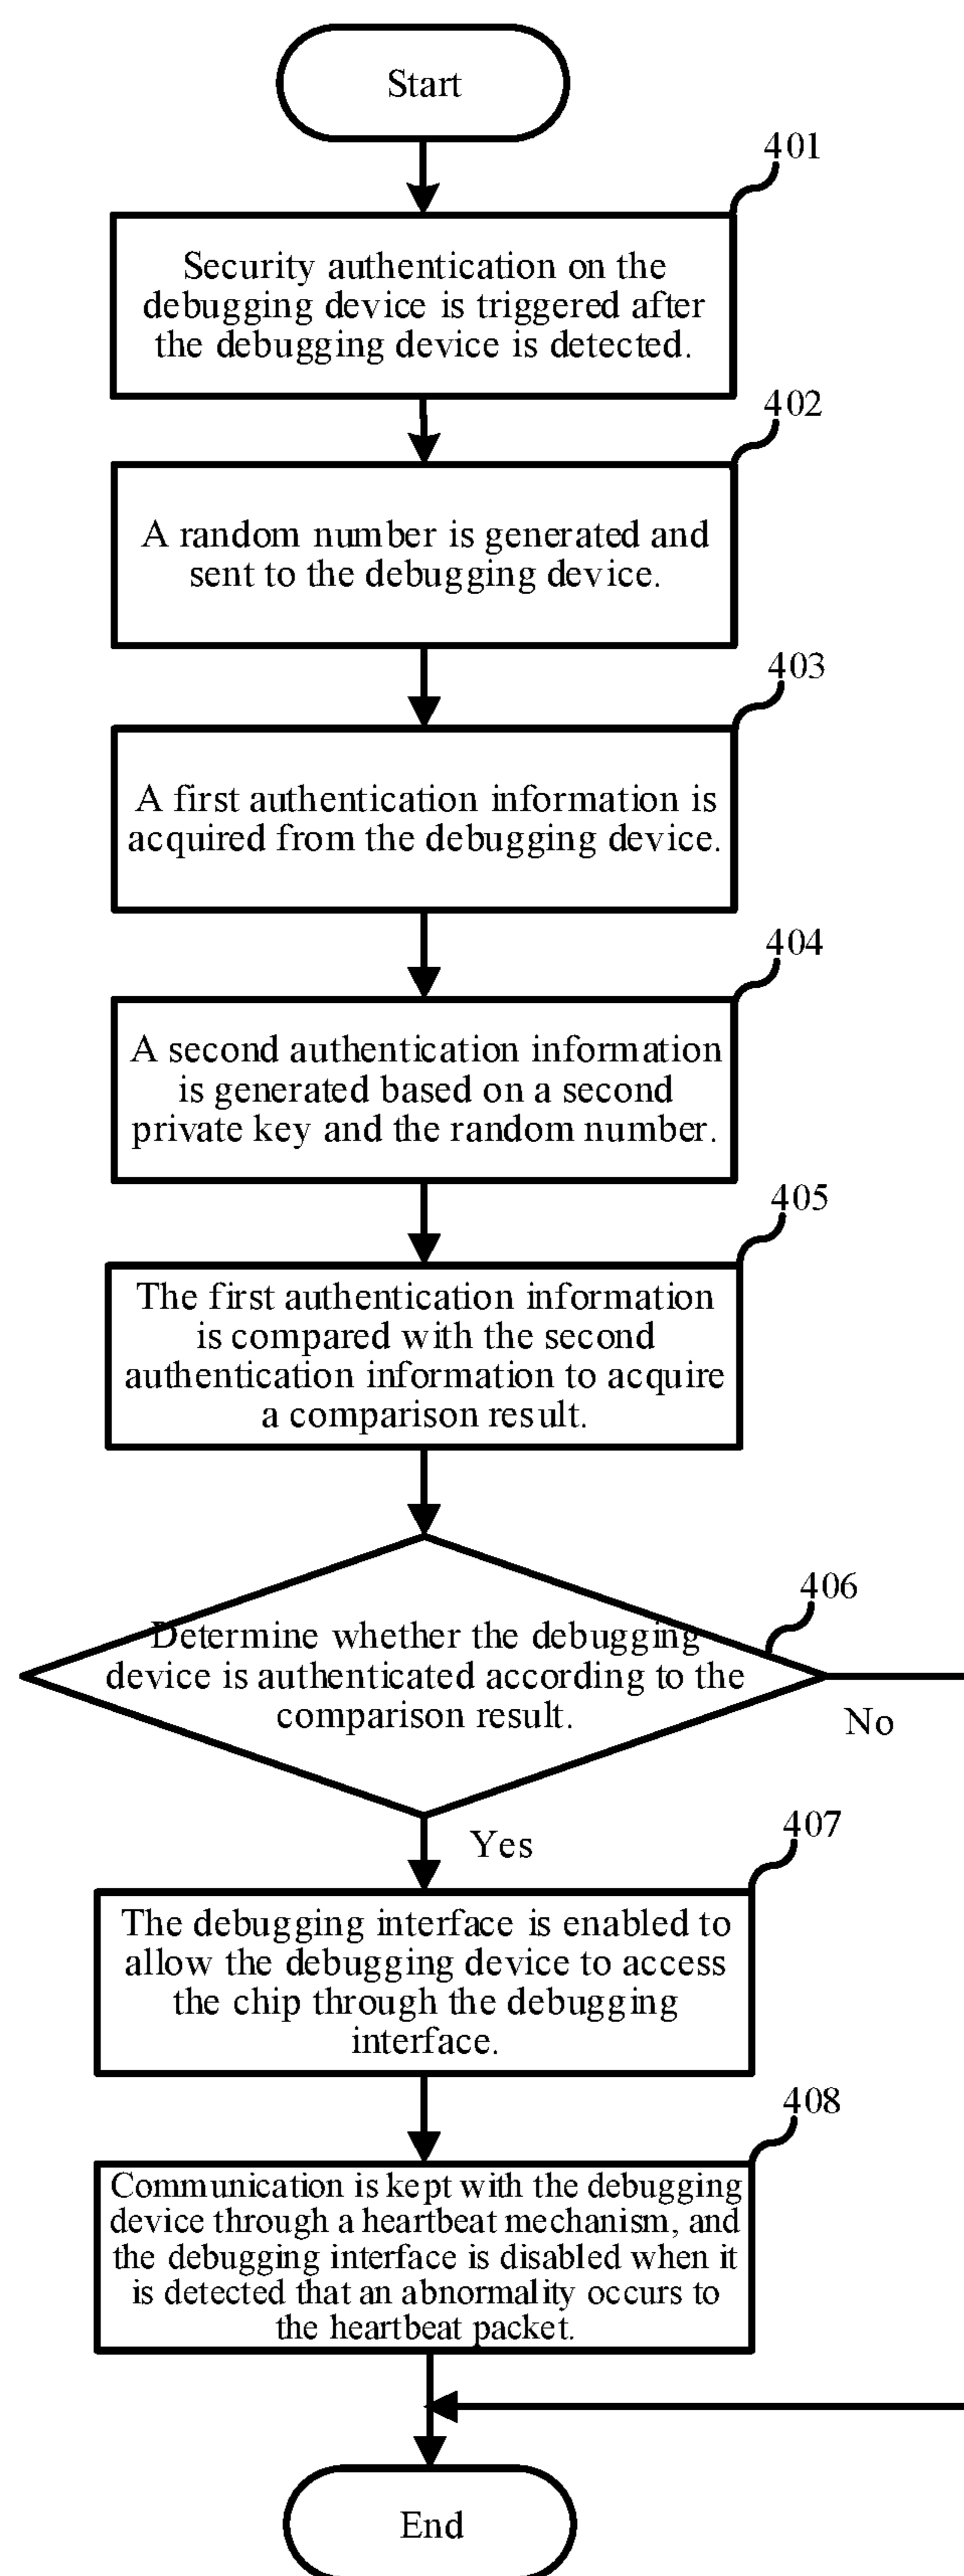 Start
401
Security authentication on the
debugging device is triggered after
the debugging device is detected.
402
A random number is generated and
sent to the debugging device.
403
A first authentication information is
acquired from the debugging device.
404
A second authentication information
is generated based on a second
private key and the random number.
405
The first authentication information
is compared with the second
authentication information to acquire
a comparison result.
406
Determine whether the debugging
device is authenticated according to the
comparison result.
No
Yes
407
The debugging interface is enabled to
allow the debugging device to access
the chip through the debugging
interface.
408
Communication is kept with the debugging
device through a heartbeat mechanism, and
the debugging interface is disabled when it
is detected that an abnormality occurs to
the heartbeat packet.
End